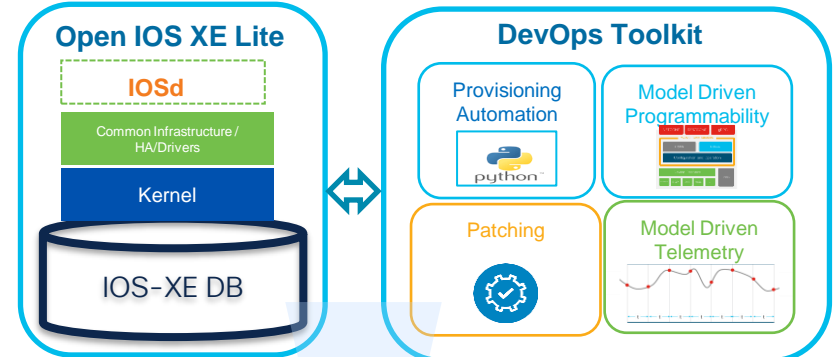 Open IOS XE Lite
IOSd
Common Infrastructure /
HA/Drivers
Kernel
IOS-XE DB
DevOps Toolkit
Provisioning
Automation
python
Model Driven
Programmability
Patching
Model Driven
Telemetry